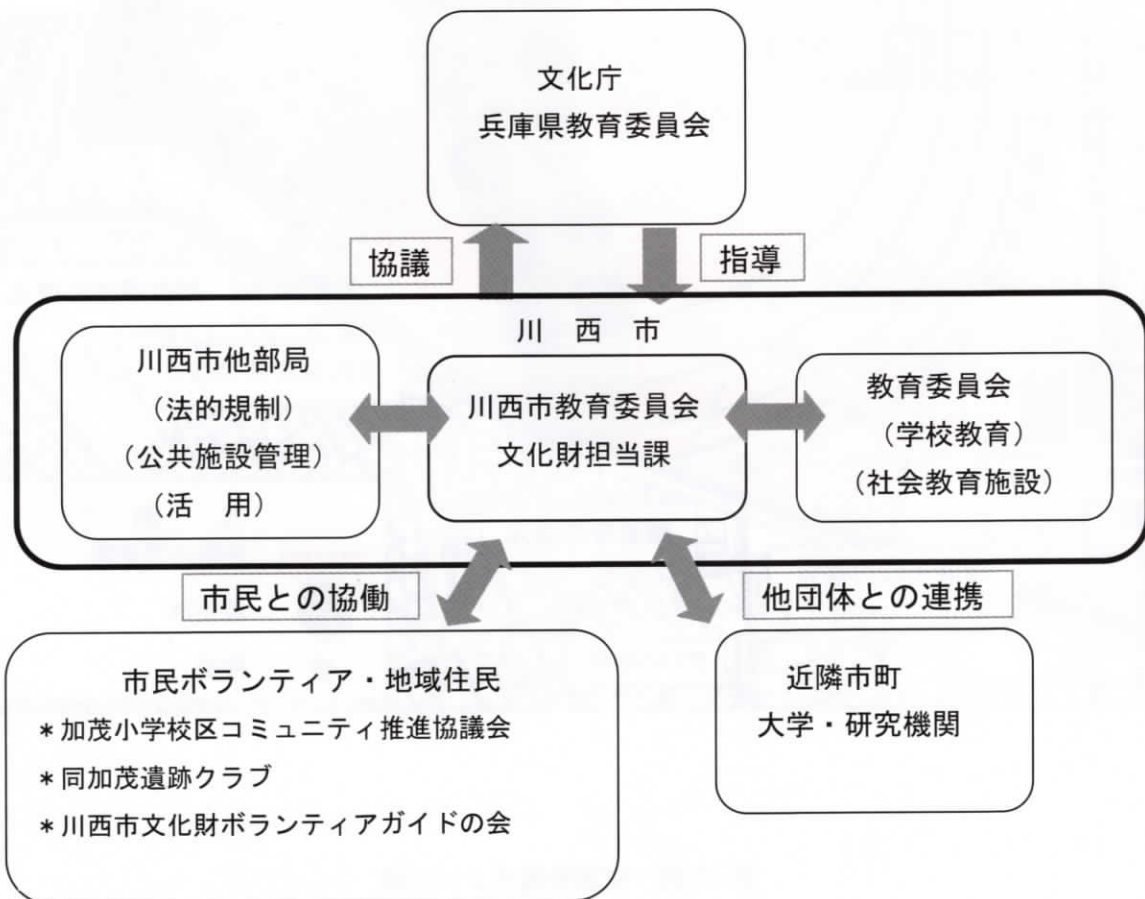 文化庁
兵庫県教育委員会
協議
指導
川 西 市
川西市他部局
（法的規制）
（公共施設管理）
（活 用）
川西市教育委員会
文化財担当課
教育委員会
（学校教育）
（社会教育施設）
市民との協働
他団体との連携
市民ボランティア・地域住民
＊加茂小学校区コミュニティ推進協議会
＊同加茂遺跡クラブ
＊川西市文化財ボランティアガイドの会
近隣市町
大学・研究機関